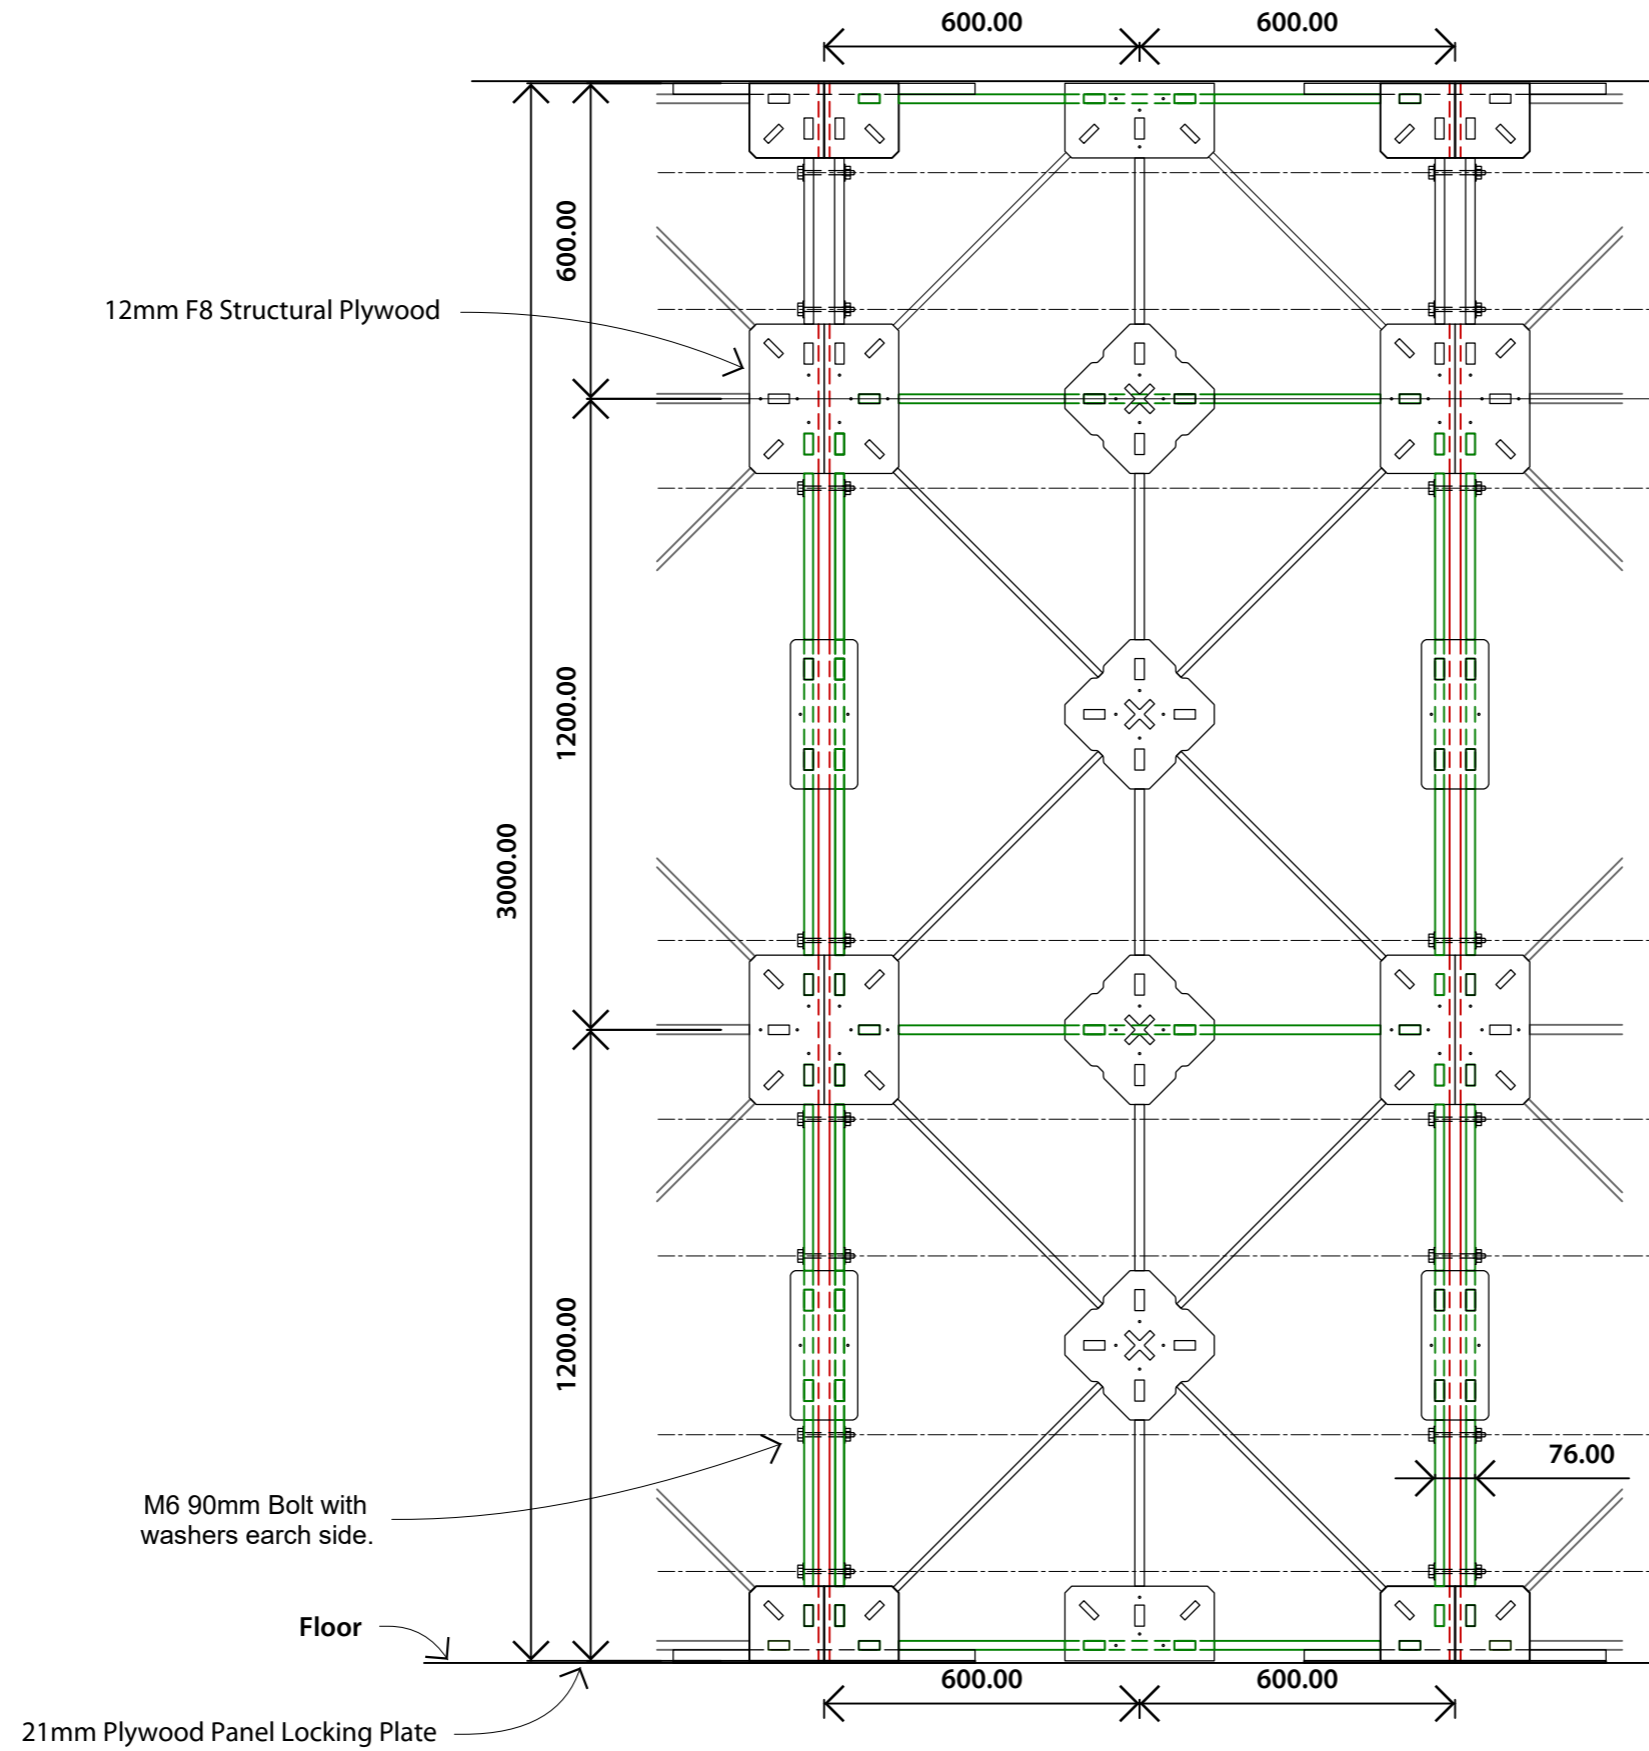 600.00 600.00
600.00
12mm F8 Structural Plywood
1200.00
3000.00
1200.00
76.00
M6 90mm Bolt with
washers earch side.
Floor
600.00 600.00
21mm Plywood Panel Locking Plate